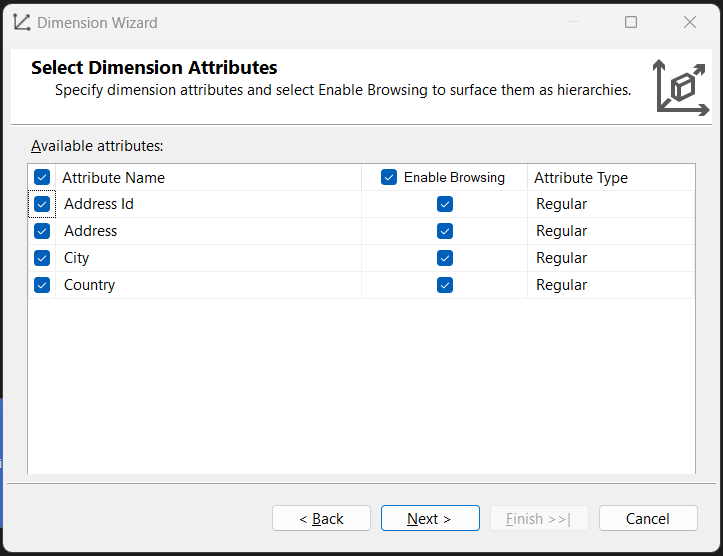 Dimension Wizard
Select Dimension Attributes
Specify dimension attributes and select Enable Browsing to surface them as hierarchies.
Available attributes:
Attribute Name Enable Browsing Attribute Type
Address Id Regular
Address Regular
City Regular
Country Regular
< Back Next > Finish >>| Cancel